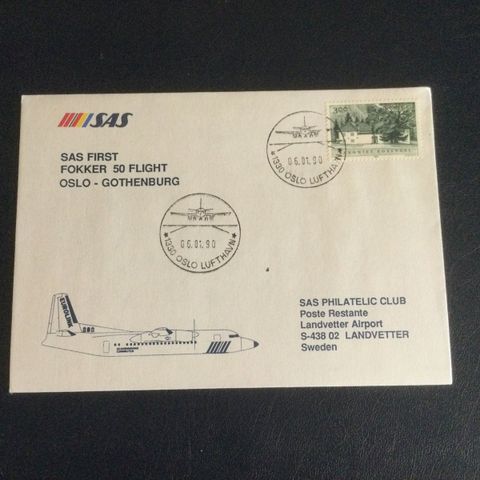 SAS
SAS FIRST
FOKKER 50 FLIGHT
OSLO - GOTHENBURG
06.01.90
*1330 OSLO LUFTHAVN*
06.01.90
*1330 OSLO LUFTHAVN*
EUROLINK
SAS PHILATELIC CLUB
Poste Restante
Landvetter Airport
S-438 02 LANDVETTER
Sweden